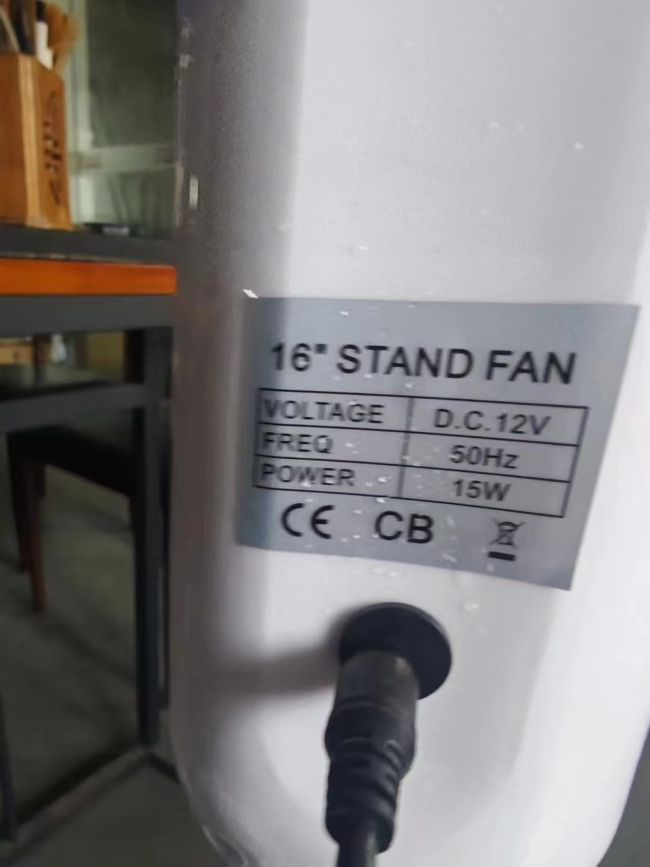 16" STAND FAN
VOLTAGE D.C.12V
FREQ 50Hz
POWER 15W
CE CB